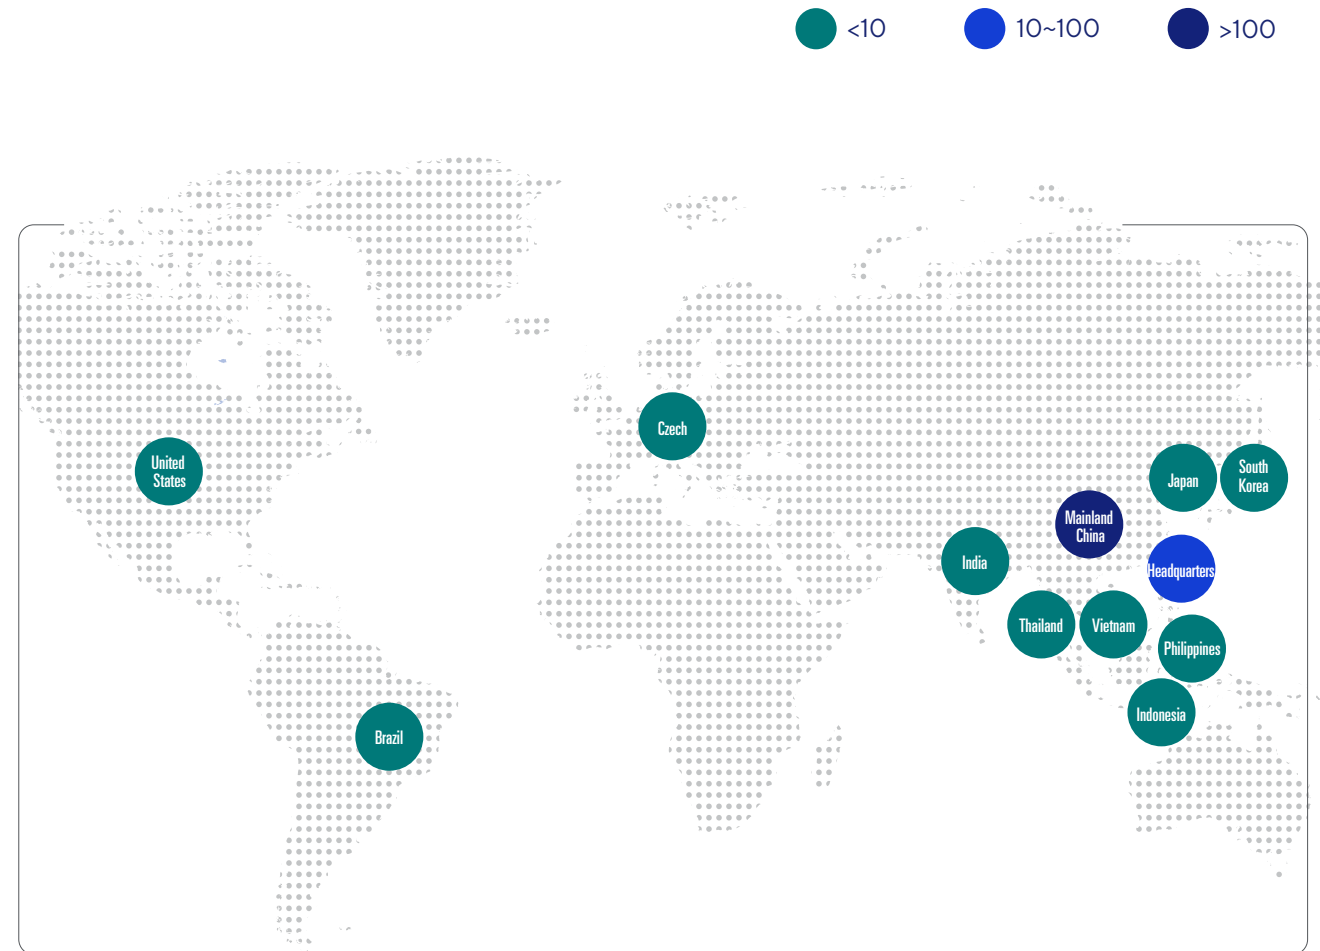 <10
10~100
>100
Czech
United
States
Japan
South
Korea
Mainland
China
India
Headquarters
Thailand
Vietnam
Philippines
Indonesia
Brazil